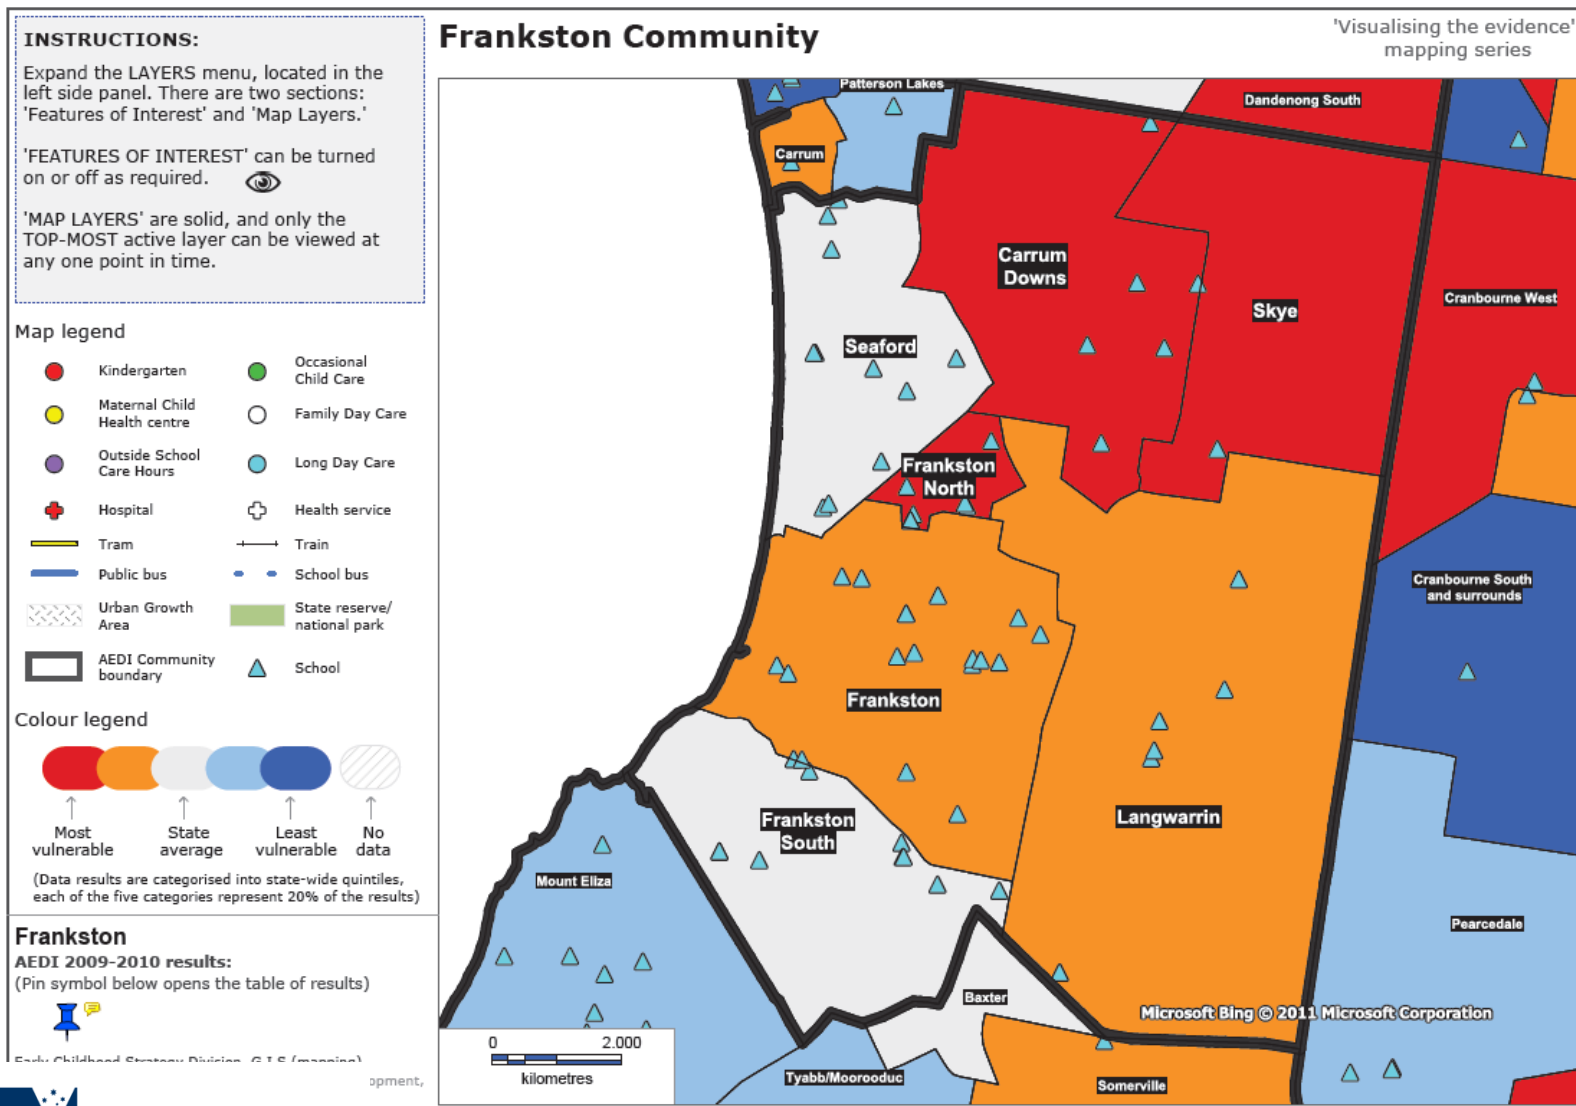 INSTRUCTIONS:
Expand the LAYERS menu, located in the
left side panel. There are two sections:
'Features of Interest' and 'Map Layers.'
'FEATURES OF INTEREST' can be turned
on or off as required.
'MAP LAYERS' are solid, and only the
TOP-MOST active layer can be viewed at
any one point in time.
Map legend
Kindergarten
Occasional
Child Care
Maternal Child
Health centre
Family Day Care
Outside School
Care Hours
Long Day Care
Hospital
Health service
Tram
Train
Public bus
School bus
Urban Growth
Area
State reserve/
national park
AEDI Community
boundary
School
Colour legend
Most
vulnerable
State
average
Least
vulnerable
No
data
(Data results are categorised into state-wide quintiles,
each of the five categories represent 20% of the results)
Frankston
AEDI 2009-2010 results:
(Pin symbol below opens the table of results)
Early Childhood Strategy Division, G.I.S (mapping)
opment,
Frankston Community
'Visualising the evidence'
mapping series
Patterson Lakes
Dandenong South
Carrum
Carrum
Downs
Skye
Cranbourne West
Seaford
Frankston
North
Cranbourne South
and surrounds
Frankston
Langwarrin
Frankston
South
Mount Eliza
Pearcedale
Baxter
Microsoft Bing © 2011 Microsoft Corporation
0 2.000
kilometres
Tyabb/Moorooduc
Somerville